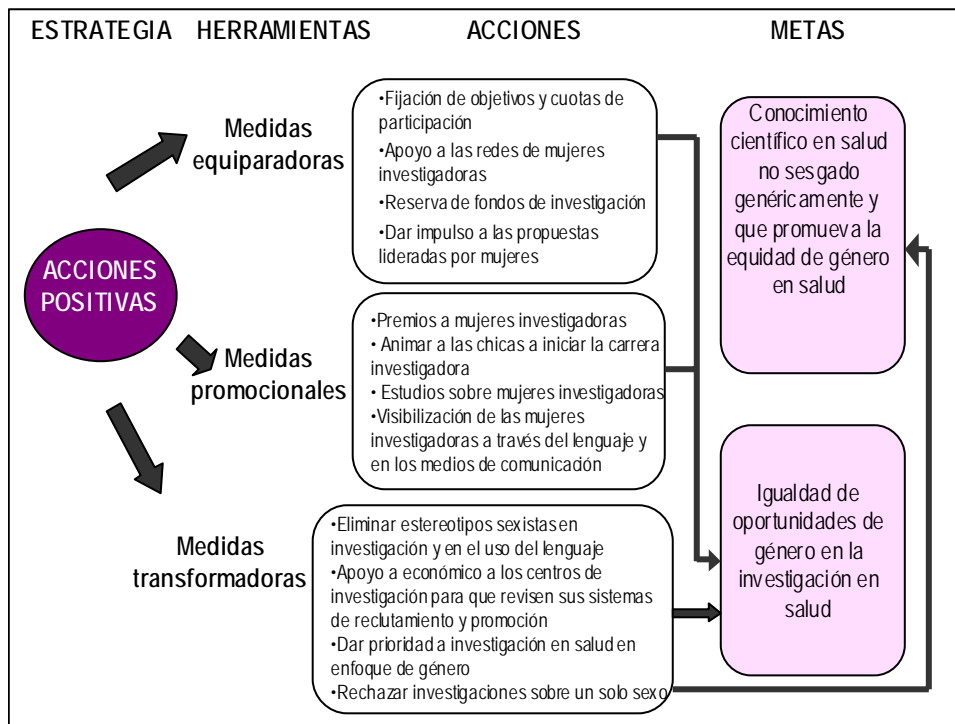 ESTRATEGIA HERRAMIENTAS ACCIONES METAS
ACCIONES
POSITIVAS
Medidas
equiparadoras
•Fijación de objetivos y cuotas de
participación
•Apoyo a las redes de mujeres
investigadoras
•Reserva de fondos de investigación
•Dar impulso a las propuestas
lideradas por mujeres
Medidas
promocionales
•Premios a mujeres investigadoras
• Animar a las chicas a iniciar la carrera
investigadora
• Estudios sobre mujeres investigadoras
•Visibilización de las mujeres
investigadoras a través del lenguaje y
en los medios de comunicación
Medidas
transformadoras
•Eliminar estereotipos sexistas en
investigación y en el uso del lenguaje
•Apoyo a económico a los centros de
investigación para que revisen sus sistemas
de reclutamiento y promoción
•Dar prioridad a investigación en salud en
enfoque de género
•Rechazar investigaciones sobre un solo sexo
Conocimiento
científico en salud
no sesgado
genéricamente y
que promueva la
equidad de género
en salud
Igualdad de
oportunidades de
género en la
investigación en
salud